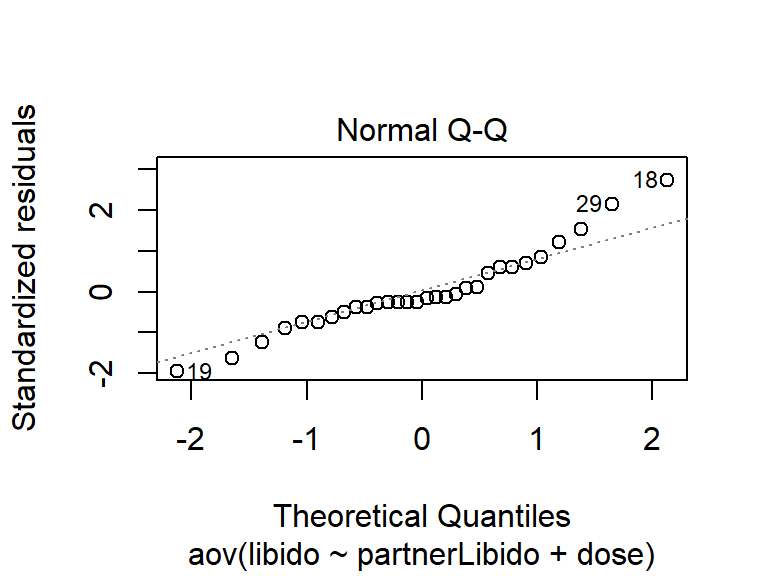 Normal Q-Q
Standardized residuals
2
0
-2
18
29
19
-2
-1
0
1
2
Theoretical Quantiles
aov(libido ~ partnerLibido + dose)